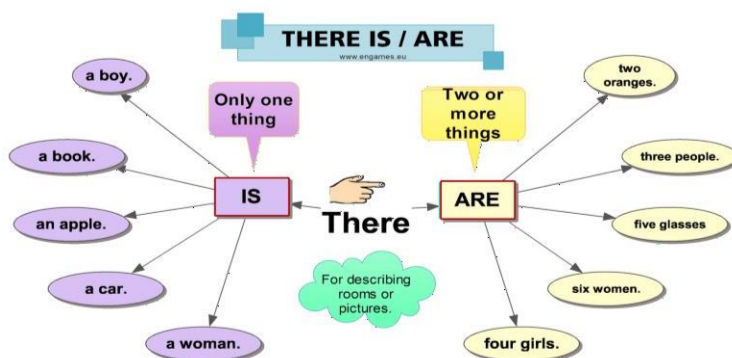 THERE IS / ARE
www.engames.eu
a boy.
a book.
an apple.
a car.
a woman.
Only one
thing
IS
There
For describing
rooms or
pictures.
Two or
more
things
ARE
two
oranges.
three people.
five glasses
six women.
four girls.